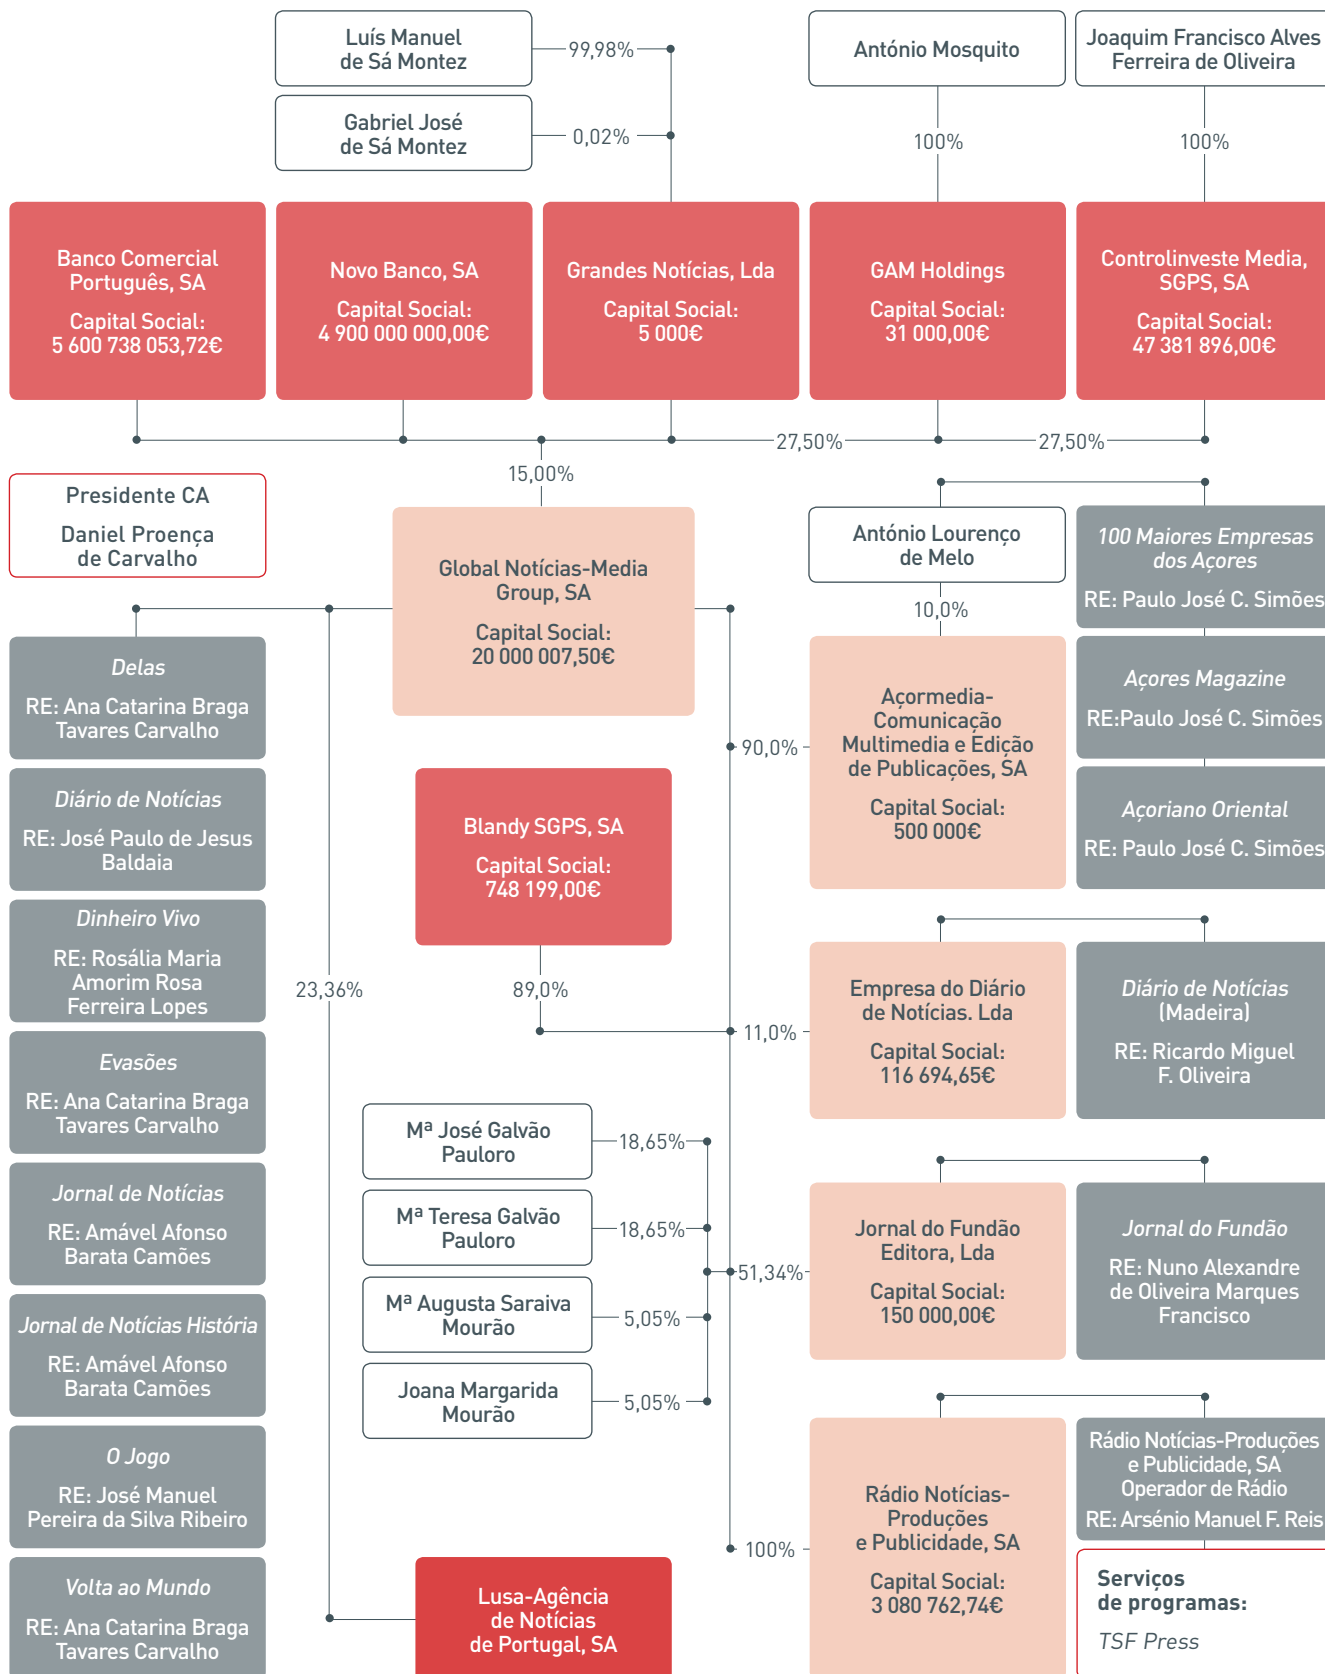 Luís Manuel
de Sá Montez
99,98%
Gabriel José
de Sá Montez
0,02%
António Mosquito
100%
Joaquim Francisco Alves
Ferreira de Oliveira
100%
Banco Comercial
Português, SA
Capital Social:
5 600 738 053,72€
Novo Banco, SA
Capital Social:
4 900 000 000,00€
Grandes Notícias, Lda
Capital Social:
5 000€
GAM Holdings
Capital Social:
31 000,00€
Controlinveste Media,
SGPS, SA
Capital Social:
47 381 896,00€
27,50%
27,50%
15,00%
Presidente CA
Daniel Proença
de Carvalho
Global Notícias-Media
Group, SA
Capital Social:
20 000 007,50€
António Lourenço
de Melo
10,0%
100 Maiores Empresas
dos Açores
RE: Paulo José C. Simões
Açores Magazine
RE:Paulo José C. Simões
Açoriano Oriental
RE: Paulo José C. Simões
90,0%
Açormedia-
Comunicação
Multimedia e Edição
de Publicações, SA
Capital Social:
500 000€
Delas
RE: Ana Catarina Braga
Tavares Carvalho
Diário de Notícias
RE: José Paulo de Jesus
Baldaia
Dinheiro Vivo
RE: Rosália Maria
Amorim Rosa
Ferreira Lopes
Evasões
RE: Ana Catarina Braga
Tavares Carvalho
Jornal de Notícias
RE: Amável Afonso
Barata Camões
Jornal de Notícias História
RE: Amável Afonso
Barata Camões
O Jogo
RE: José Manuel
Pereira da Silva Ribeiro
Volta ao Mundo
RE: Ana Catarina Braga
Tavares Carvalho
23,36%
Blandy SGPS, SA
Capital Social:
748 199,00€
89,0%
11,0%
Empresa do Diário
de Notícias. Lda
Capital Social:
116 694,65€
Diário de Notícias
(Madeira)
RE: Ricardo Miguel
F. Oliveira
Mª José Galvão
Pauloro
18,65%
Mª Teresa Galvão
Pauloro
18,65%
Mª Augusta Saraiva
Mourão
5,05%
Joana Margarida
Mourão
5,05%
51,34%
Jornal do Fundão
Editora, Lda
Capital Social:
150 000,00€
Jornal do Fundão
RE: Nuno Alexandre
de Oliveira Marques
Francisco
100%
Rádio Notícias-
Produções
e Publicidade, SA
Capital Social:
3 080 762,74€
Rádio Notícias-Produções
e Publicidade, SA
Operador de Rádio
RE: Arsénio Manuel F. Reis
Serviços
de programas:
TSF Press
Lusa-Agência
de Notícias
de Portugal, SA